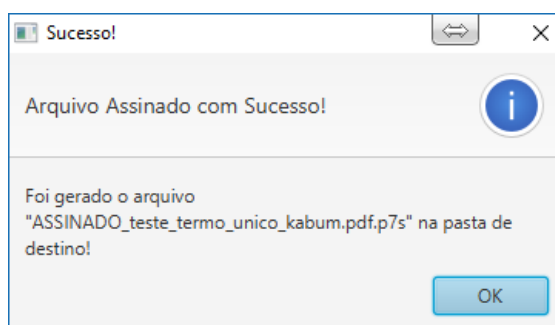 Sucesso!
Arquivo Assinado com Sucesso!
Foi gerado o arquivo
"ASSINADO_teste_termo_unico_kabum.pdf.p7s" na pasta de
destino!
OK